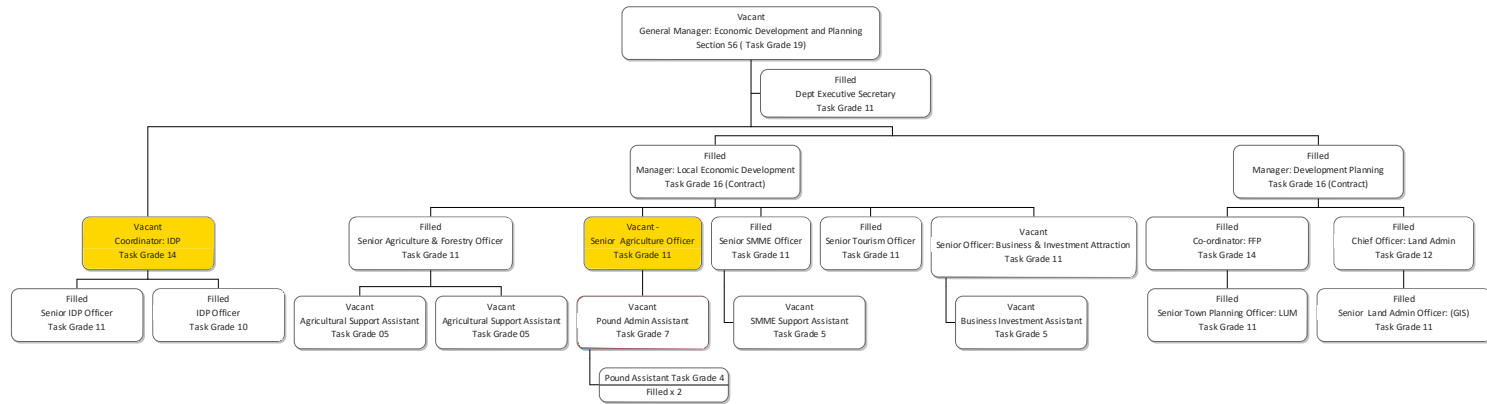 Vacant
General Manager: Economic Development and Planning
Section 56 ( Task Grade 19)
Filled
Dept Executive Secretary
Task Grade 11
Filled
Manager: Local Economic Development
Task Grade 16 (Contract)
Filled
Manager: Development Planning
Task Grade 16 (Contract)
Vacant
Coordinator: IDP
Task Grade 14
Filled
Senior Agriculture & Forestry Officer
Task Grade 11
Vacant -
Senior Agriculture Officer
Task Grade 11
Filled
Senior SMME Officer
Task Grade 11
Filled
Senior Tourism Officer
Task Grade 11
Vacant
Senior Officer: Business & Investment Attraction
Task Grade 11
Filled
Co-ordinator: FFP
Task Grade 14
Filled
Chief Officer: Land Admin
Task Grade 12
Filled
Senior IDP Officer
Task Grade 11
Filled
IDP Officer
Task Grade 10
Vacant
Agricultural Support Assistant
Task Grade 05
Vacant
Agricultural Support Assistant
Task Grade 05
Vacant
Pound Admin Assistant
Task Grade 7
Vacant
SMME Support Assistant
Task Grade 5
Vacant
Business Investment Assistant
Task Grade 5
Filled
Senior Town Planning Officer: LUM
Task Grade 11
Filled
Senior Land Admin Officer: (GIS)
Task Grade 11
Pound Assistant Task Grade 4
Filled x 2